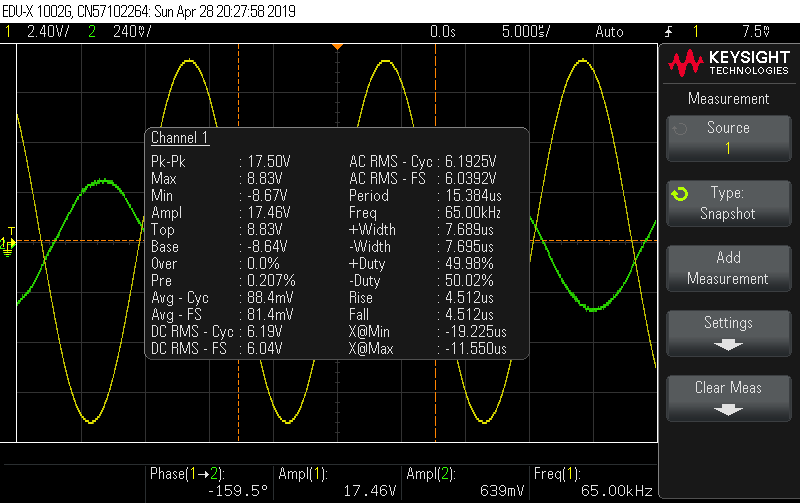 EDU-X 1002G, CN57102264: Sun Apr 28 20:27:58 2019
1 2.40V/ 2 240mV/ 0.0s 5.000us/ Auto 1 7.5mV
KEYSIGHT
TECHNOLOGIES
Measurement
Source
1
Type:
Snapshot
Add
Measurement
Settings
Clear Meas
T
2
Channel 1
Pk-Pk : 17.50V AC RMS - Cyc : 6.1925V
Max : 8.83V AC RMS - FS : 6.0392V
Min : -8.67V Period : 15.384us
Ampl : 17.46V Freq : 65.00kHz
Top : 8.83V +Width : 7.689us
Base : -8.64V -Width : 7.695us
Over : 0.0% +Duty : 49.98%
Pre : 0.207% -Duty : 50.02%
Avg - Cyc : 88.4mV Rise : 4.512us
Avg - FS : 81.4mV Fall : 4.512us
DC RMS - Cyc : 6.19V X@Min : -19.225us
DC RMS - FS : 6.04V X@Max : -11.550us
Phase(1→2): Ampl(1): Ampl(2): Freq(1):
-159.5° 17.46V 639mV 65.00kHz